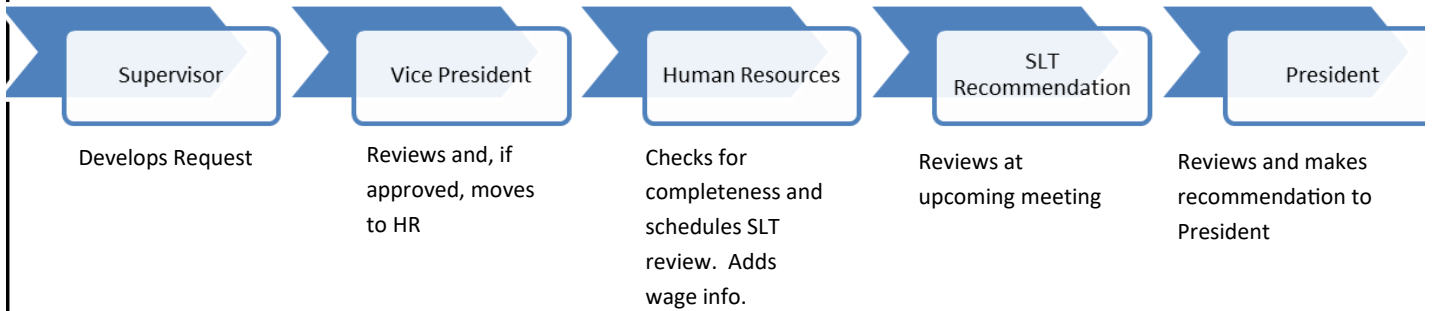 Supervisor
Develops Request
Vice President
Reviews and, if
approved, moves
to HR
Human Resources
Checks for
completeness and
schedules SLT
review.  Adds
wage info.
SLT
Recommendation
Reviews at
upcoming meeting
President
Reviews and makes
recommendation to
President